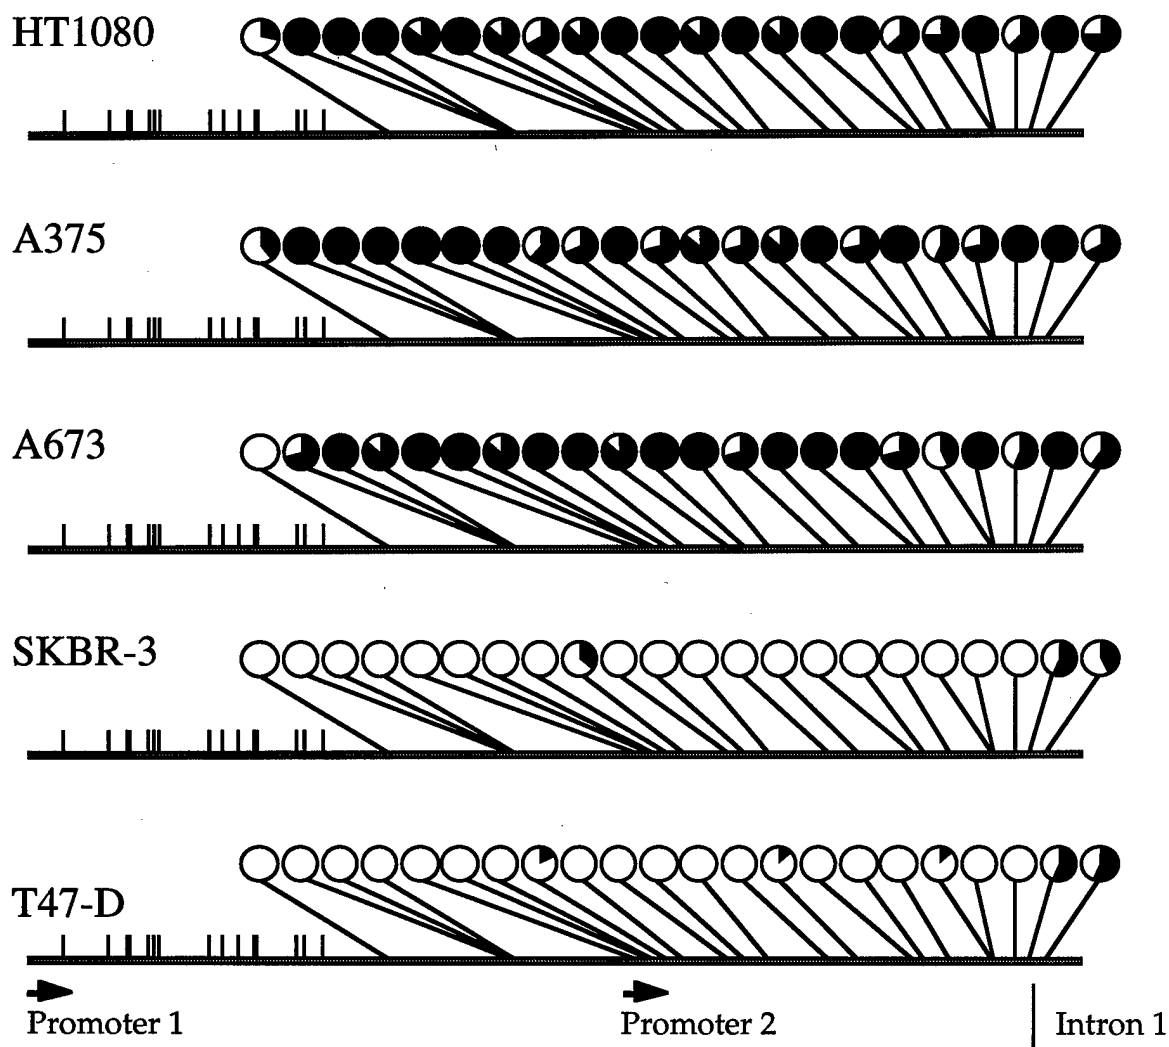 HT1080
A375
A673
SKBR-3
T47-D
Promoter 1
Promoter 2
Intron 1